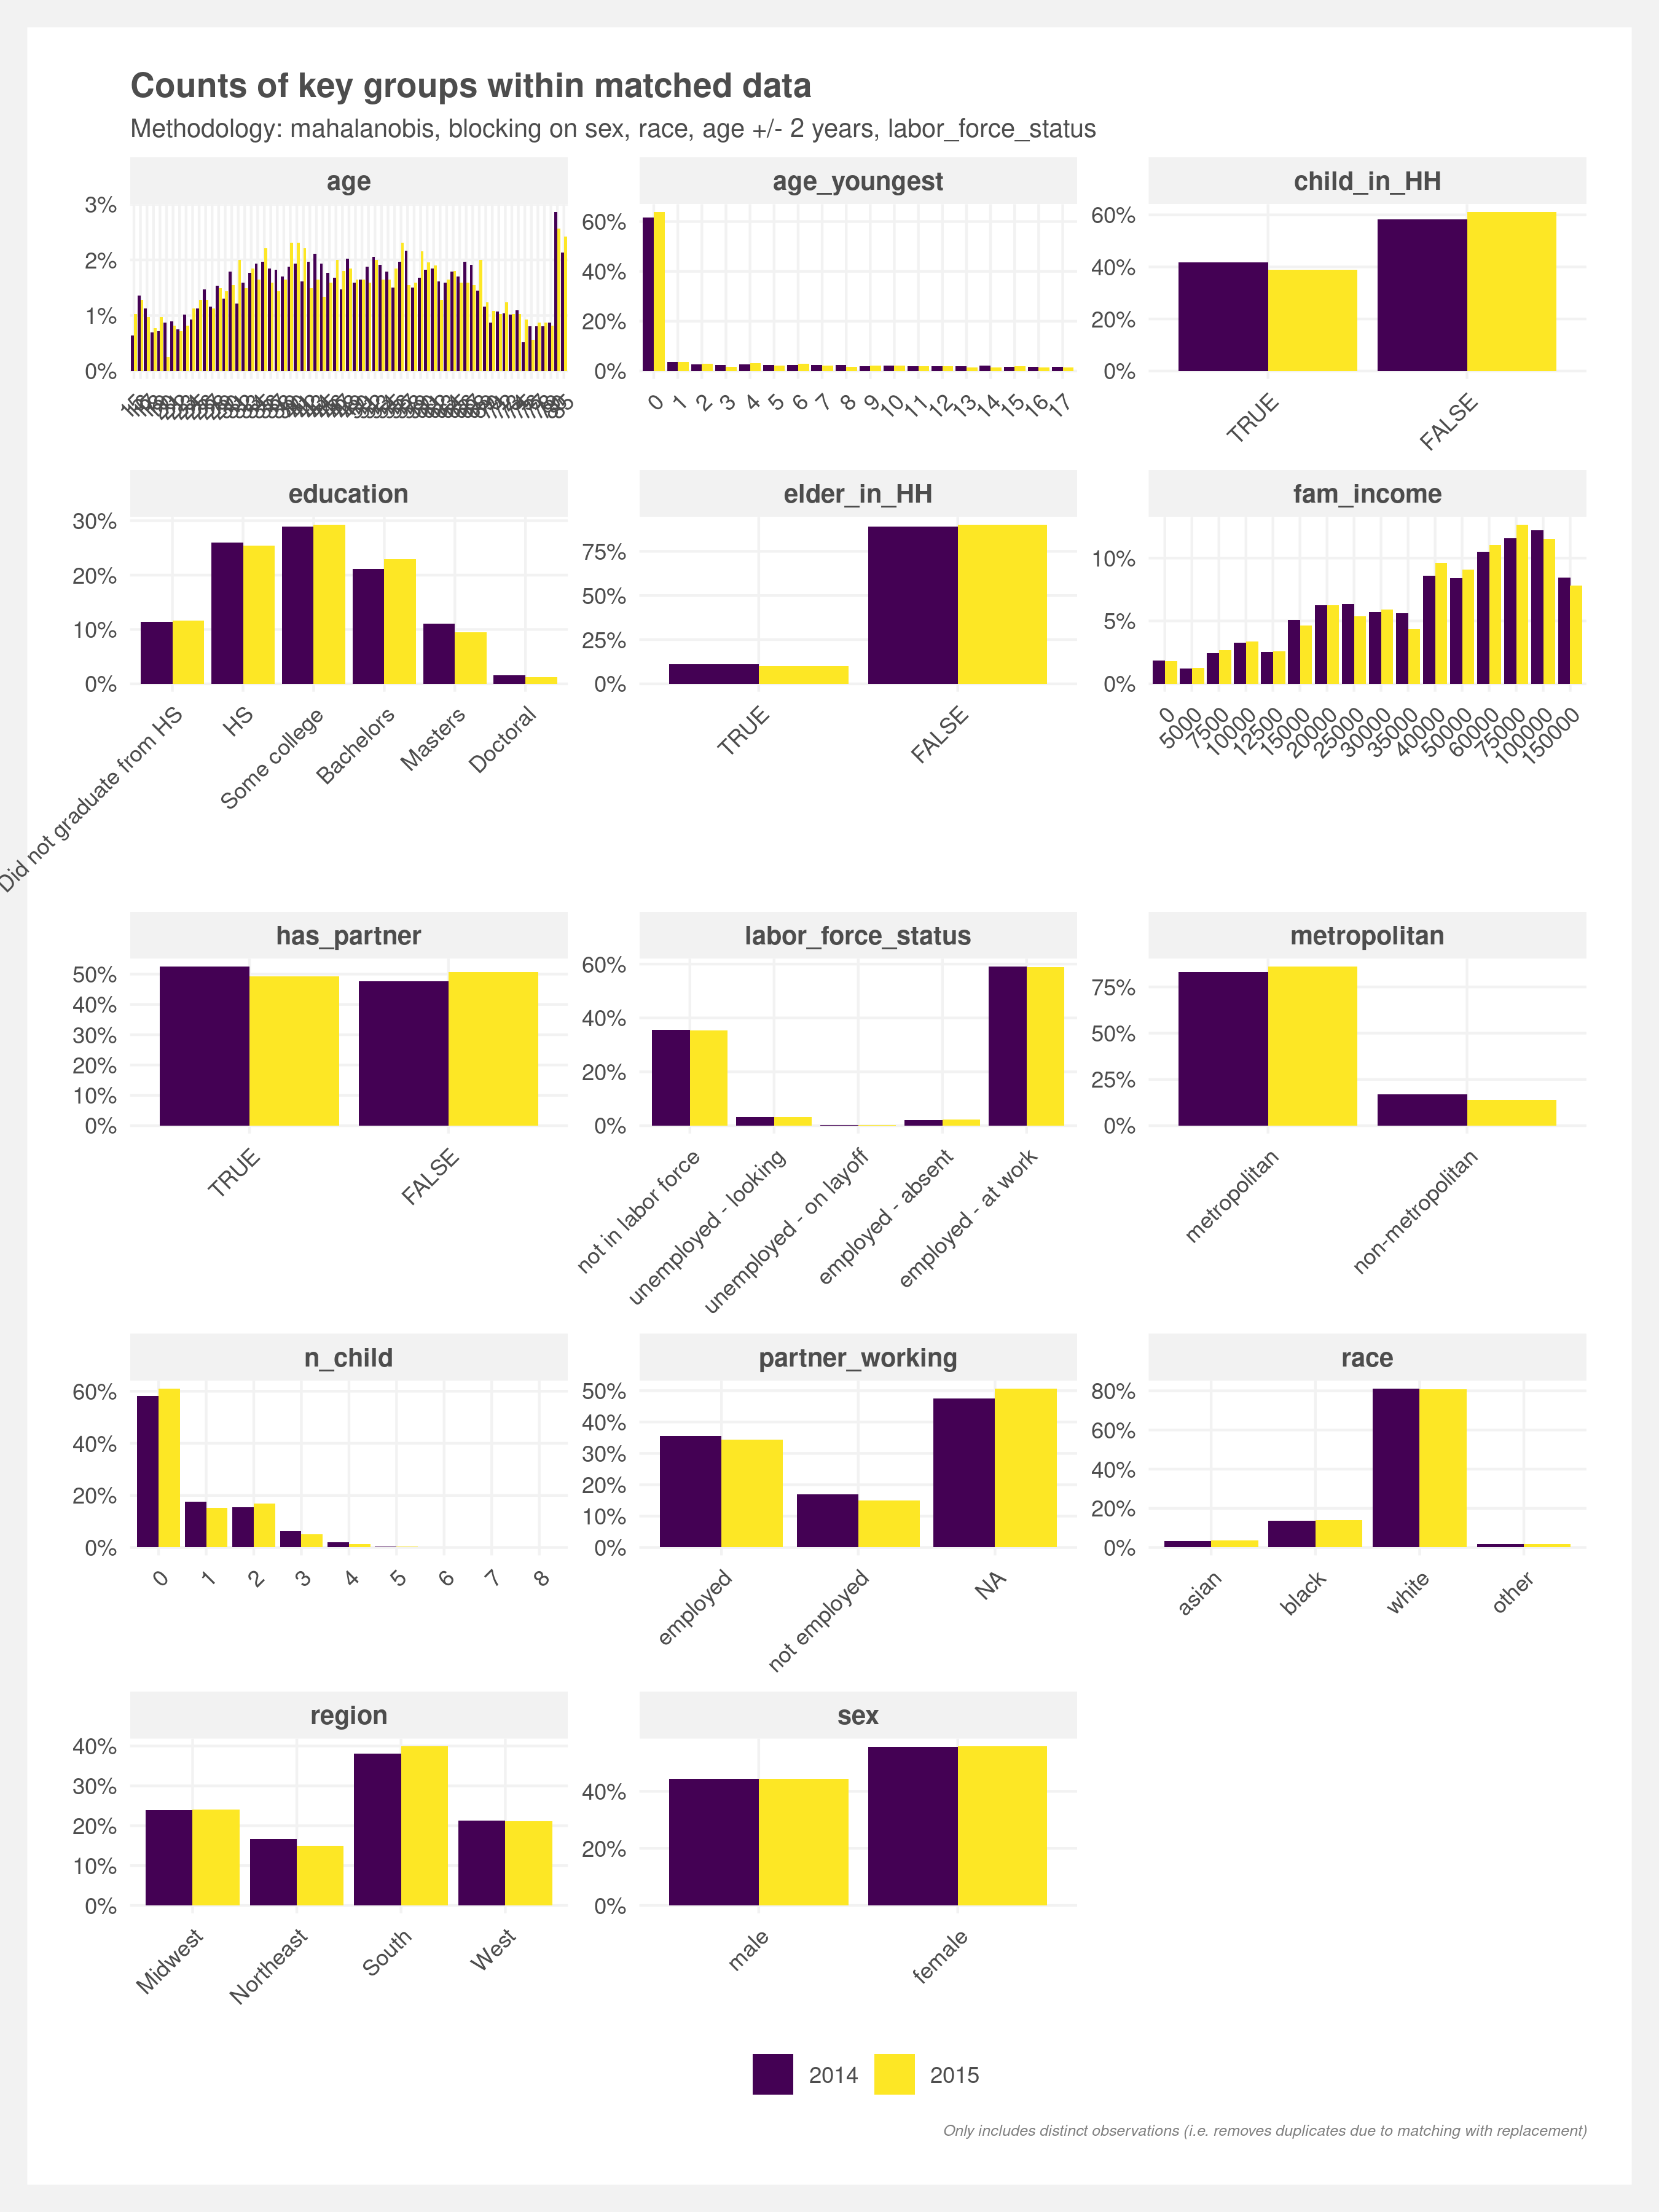 Counts of key groups within matched data
Methodology: mahalanobis, blocking on sex, race, age +/- 2 years, labor_force_status
age
3%
2%
1%
0%
age_youngest
60%
40%
20%
0%
0 1 2 3 4 5 6 7 8 9 10 11 12 13 14 15 16 17
child_in_HH
60%
40%
20%
0%
TRUE FALSE
education
30%
20%
10%
0%
Did not graduate from HS
HS
Some college
Bachelors
Masters
Doctoral
elder_in_HH
75%
50%
25%
0%
TRUE FALSE
fam_income
10%
5%
0%
0 5000 7500 10000 12500 15000 20000 25000 30000 35000 40000 50000 60000 75000 100000 150000
has_partner
50%
40%
30%
20%
10%
0%
TRUE FALSE
labor_force_status
60%
40%
20%
0%
not in labor force
unemployed - looking
unemployed - on layoff
employed - absent
employed - at work
metropolitan
75%
50%
25%
0%
metropolitan
non-metropolitan
n_child
60%
40%
20%
0%
0 1 2 3 4 5 6 7 8
partner_working
50%
40%
30%
20%
10%
0%
employed
not employed
NA
race
80%
60%
40%
20%
0%
asian
black
white
other
region
40%
30%
20%
10%
0%
Midwest
Northeast
South
West
sex
40%
20%
0%
male
female
2014 2015
Only includes distinct observations (i.e. removes duplicates due to matching with replacement)